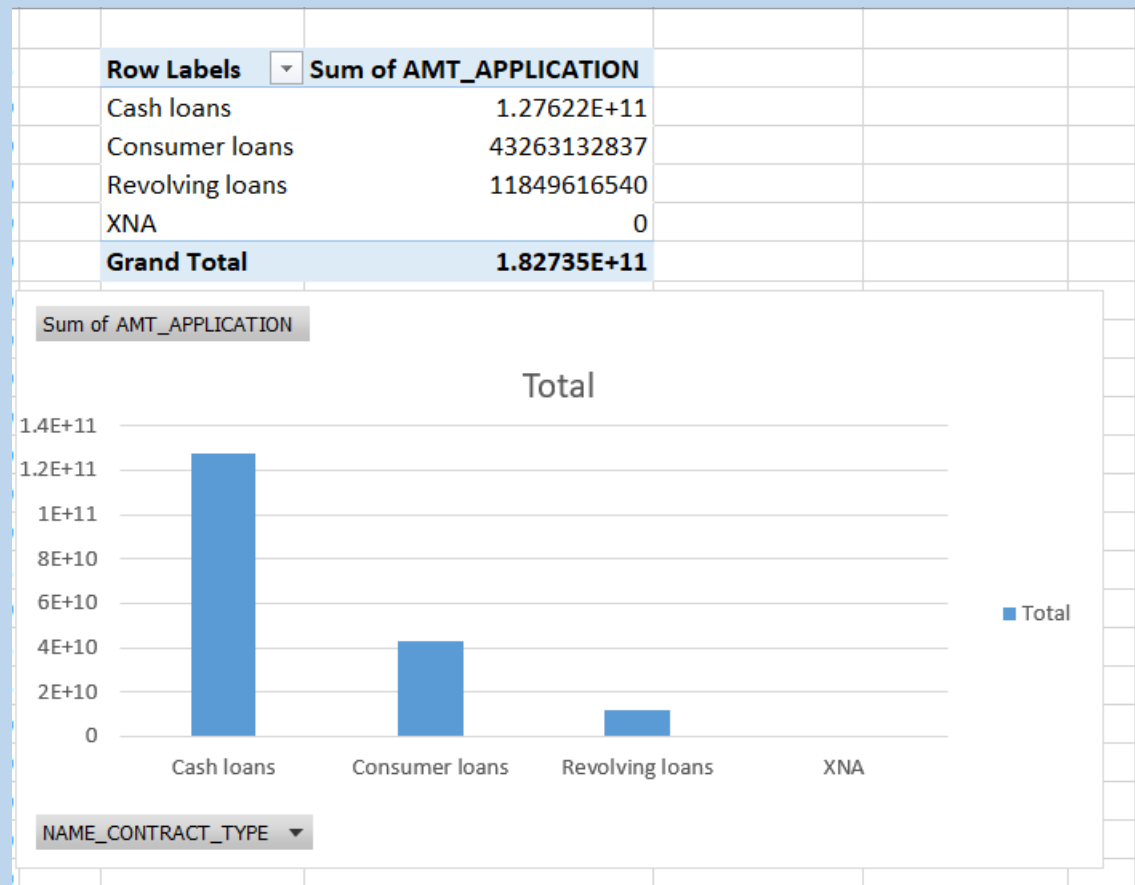 Row Labels Sum of AMT_APPLICATION
Cash loans 1.27622E+11
Consumer loans 43263132837
Revolving loans 11849616540
XNA 0
Grand Total 1.82735E+11
Sum of AMT_APPLICATION
Total
1.4E+11
1.2E+11
1E+11
8E+10
6E+10
4E+10
2E+10
0
Total
Cash loans Consumer loans Revolving loans XNA
NAME_CONTRACT_TYPE